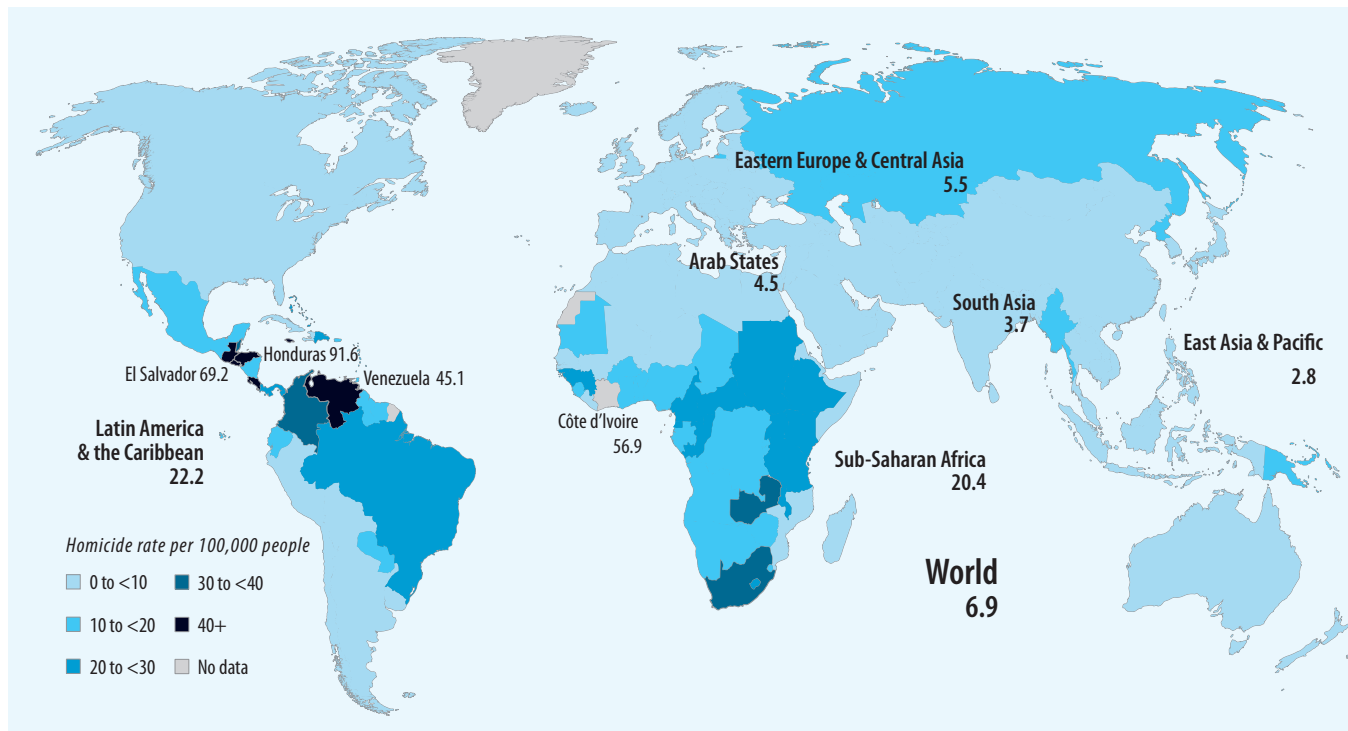 Eastern Europe & Central Asia
5.5
Arab States
4.5
South Asia
3.7
East Asia & Pacific
2.8
Honduras 91.6
El Salvador 69.2
Venezuela 45.1
Côte d’Ivoire
56.9
Latin America
& the Caribbean
22.2
Sub-Saharan Africa
20.4
World
6.9
Homicide rate per 100,000 people
0 to <10
30 to <40
10 to <20
40+
20 to <30
No data